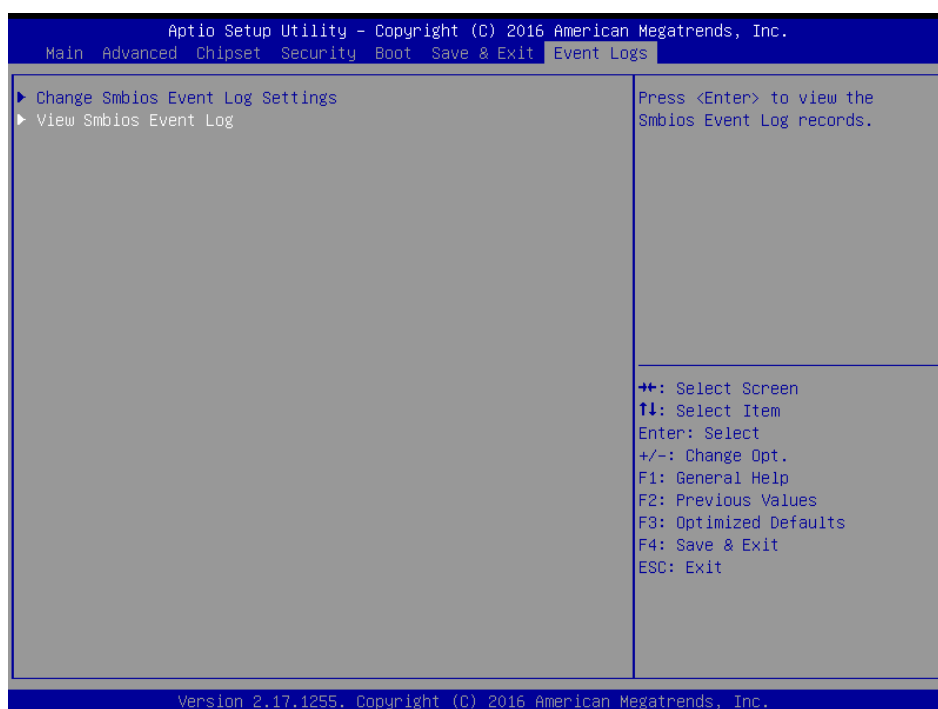 Aptio Setup Utility – Copyright (C) 2016 American Megatrends, Inc.
Main Advanced Chipset Security Boot Save & Exit Event Logs
Change Smbios Event Log Settings
View Smbios Event Log
Press <Enter> to view the
Smbios Event Log records.
→←: Select Screen
↑↓: Select Item
Enter: Select
+/-: Change Opt.
F1: General Help
F2: Previous Values
F3: Optimized Defaults
F4: Save & Exit
ESC: Exit
Version 2.17.1255. Copyright (C) 2016 American Megatrends, Inc.